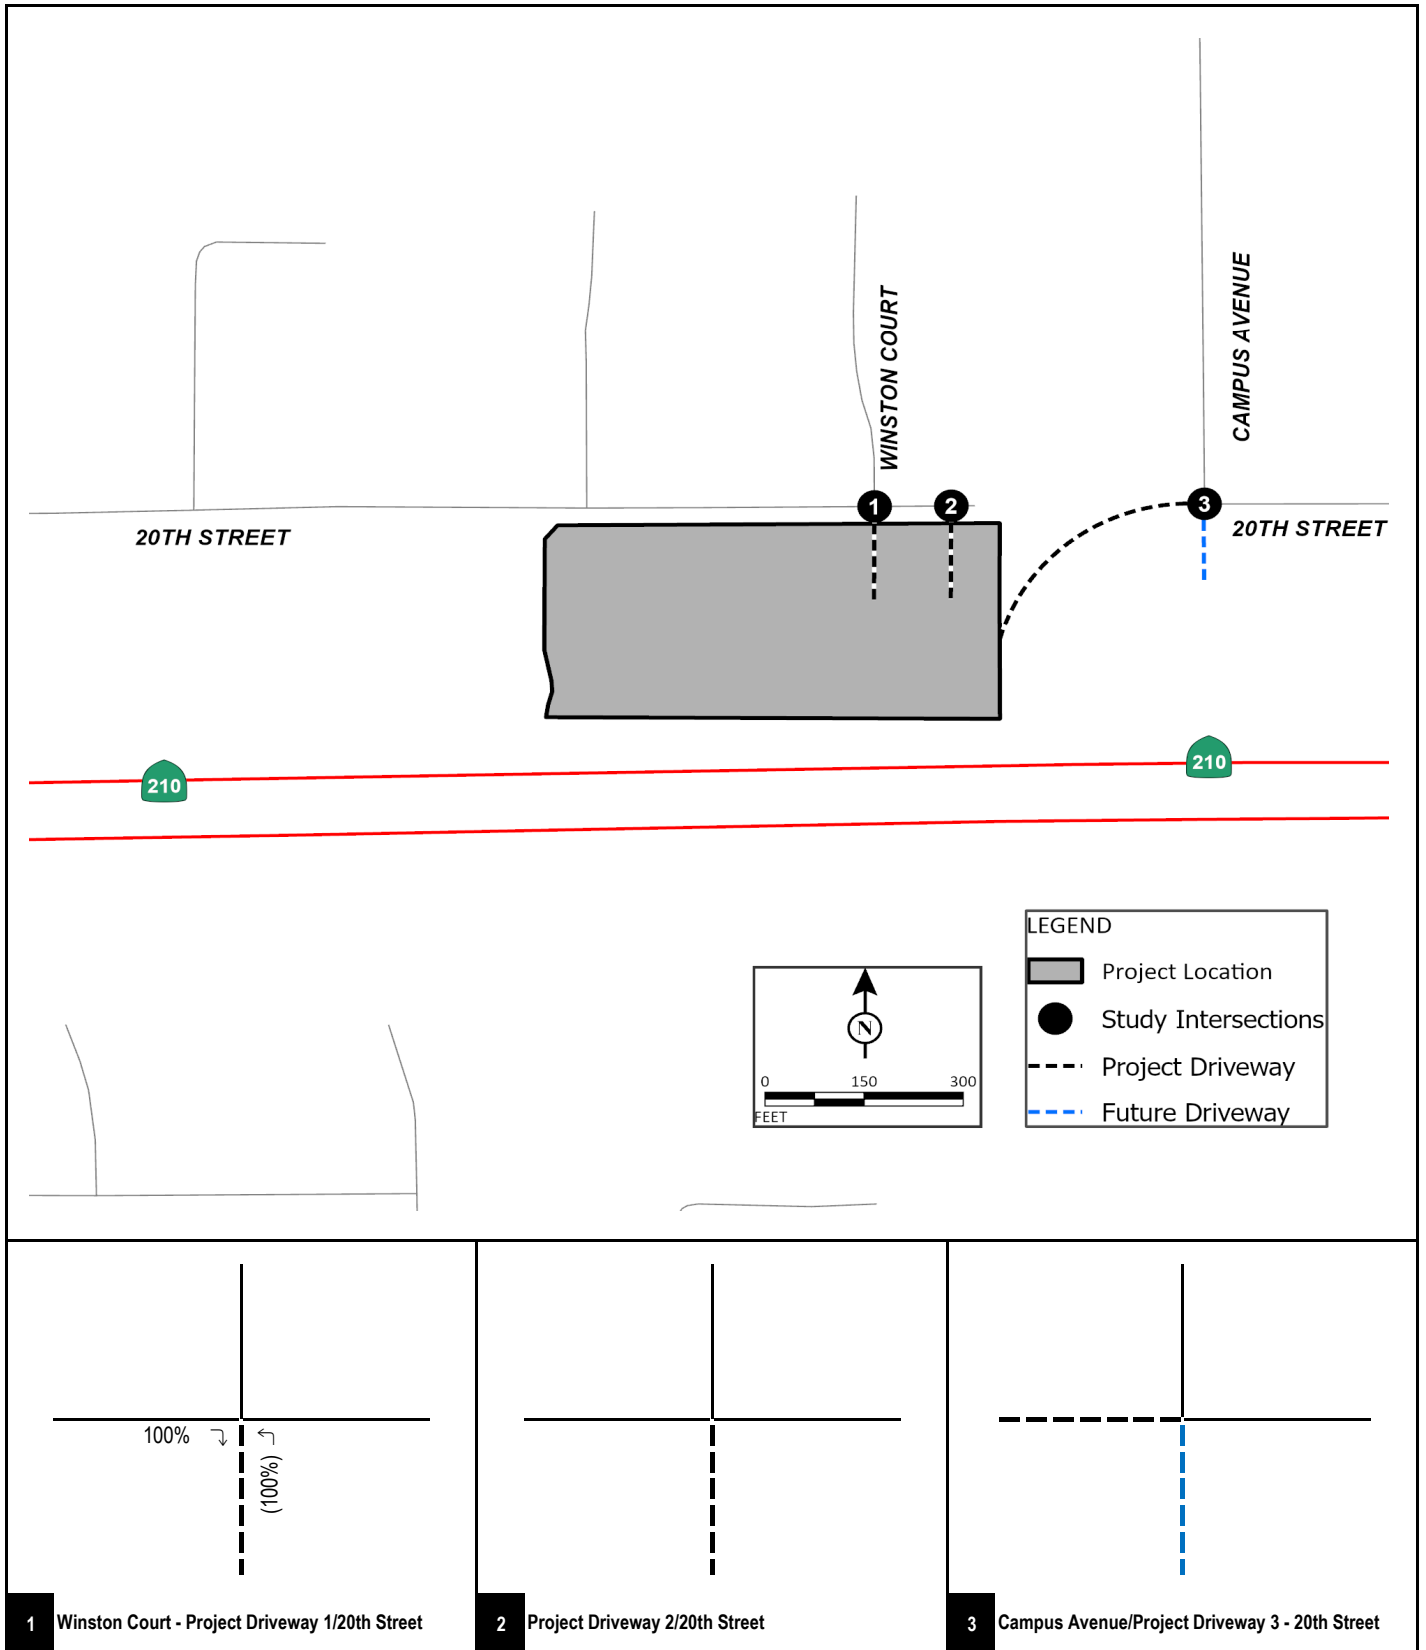 WINSTON COURT
CAMPUS AVENUE
1
2
3
20TH STREET
20TH STREET
210
210
LEGEND
Project Location
Study Intersections
Project Driveway
Future Driveway
N
0 150 300
FEET
100%
(100%)
1 Winston Court - Project Driveway 1/20th Street
2 Project Driveway 2/20th Street
3 Campus Avenue/Project Driveway 3 - 20th Street